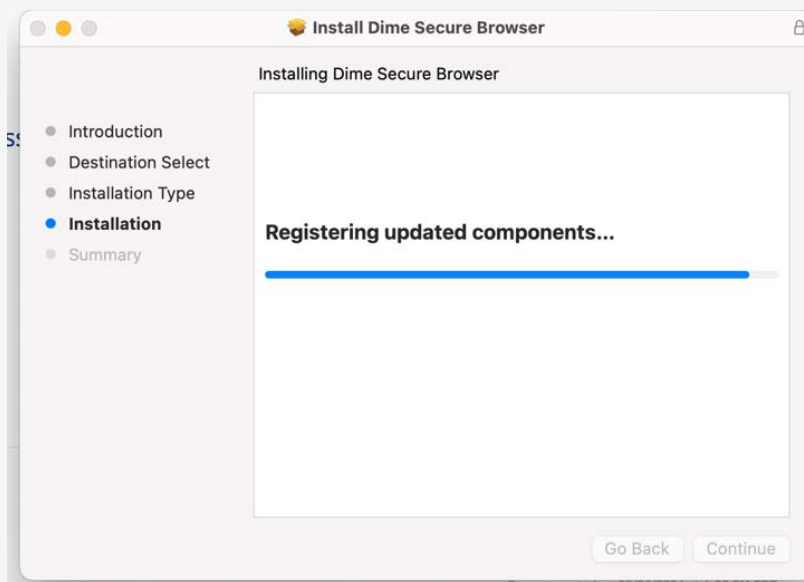 Install Dime Secure Browser
Installing Dime Secure Browser
Introduction
Destination Select
Installation Type
Installation
Summary
Registering updated components...
Go Back
Continue